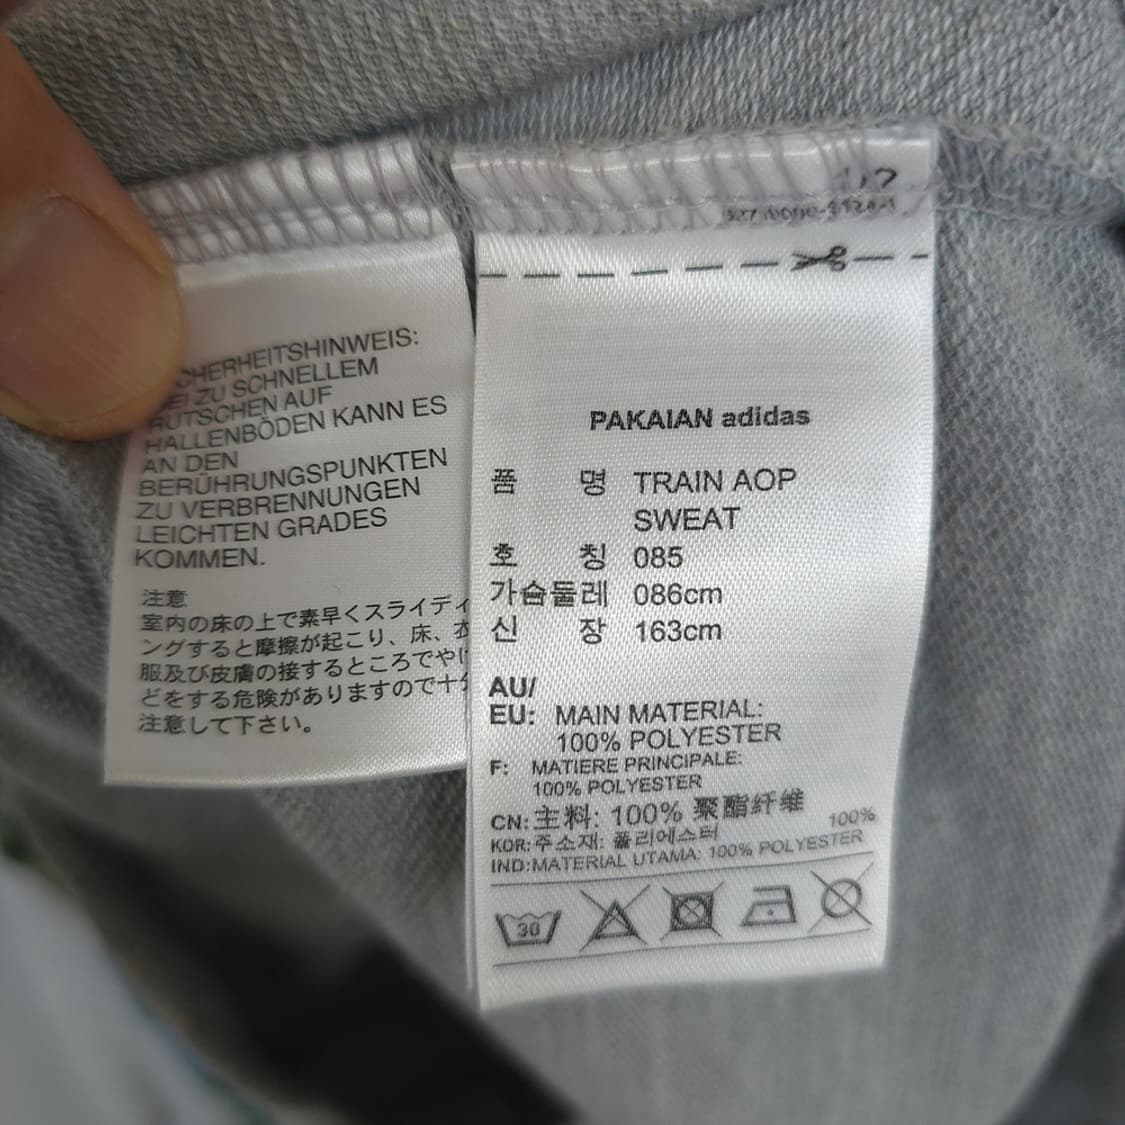 CHERHEITSHINWEIS:
EI ZU SCHNELLEM
RUTSCHEN AUF
HALLENBÖDEN KANN ES
AN DEN
BERÜHRUNGSPUNKTEN
ZU VERBRENNUNGEN
LEICHTEN GRADES
KOMMEN.
注意
室内の床の上で素早くスライディ
ングすると摩擦が起こり、床、衣
服及び皮膚の接するところでやけ
どをする危険がありますので十分
注意して下さい。
PAKAIAN adidas
품 명 TRAIN AOP
SWEAT
호 칭 085
가슴둘레 086cm
신 장 163cm
AU/
EU: MAIN MATERIAL:
100% POLYESTER
F: MATIERE PRINCIPALE:
100% POLYESTER
CN: 主料: 100% 聚酯纤维
KOR: 주소재: 폴리에스터 100%
IND:MATERIAL UTAMA: 100% POLYESTER
30